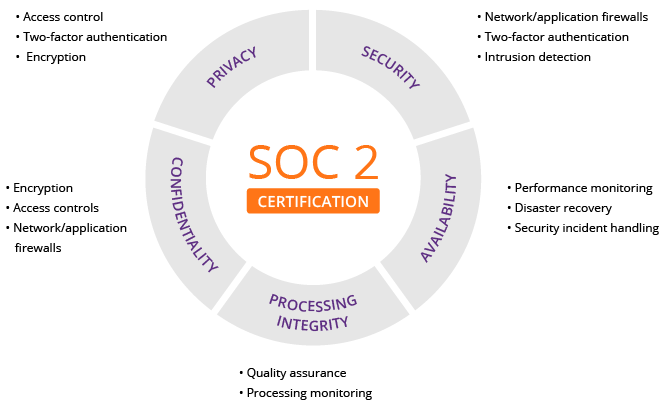 • Access control
• Two-factor authentication
• Encryption
PRIVACY
SECURITY
• Network/application firewalls
• Two-factor authentication
• Intrusion detection
SOC 2
CERTIFICATION
• Encryption
• Access controls
• Network/application
firewalls
CONFIDENTIALITY
AVAILABILITY
• Performance monitoring
• Disaster recovery
• Security incident handling
PROCESSING
INTEGRITY
• Quality assurance
• Processing monitoring